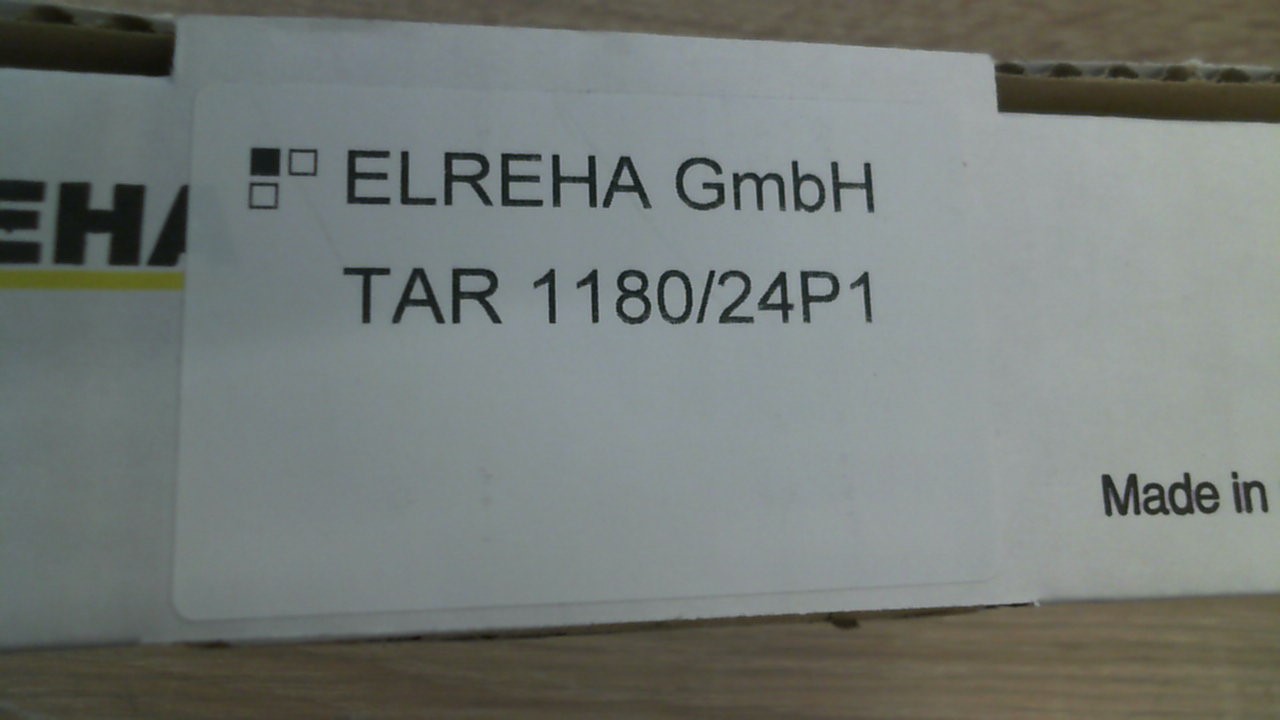 ELREHA GmbH
TAR 1180/24P1
EHA
Made in